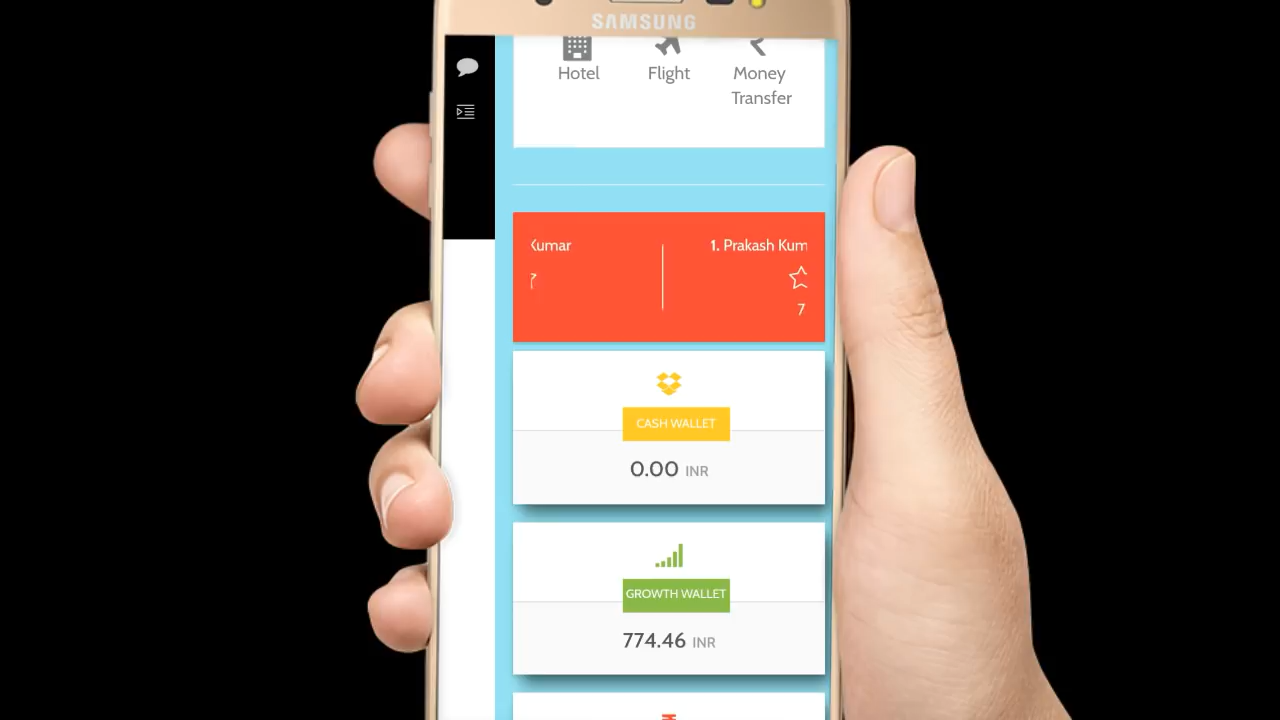 SAMSUNG
Hotel
Flight
Money
Transfer
Kumar
1. Prakash Kum
7
7
CASH WALLET
0.00 INR
GROWTH WALLET
774.46 INR